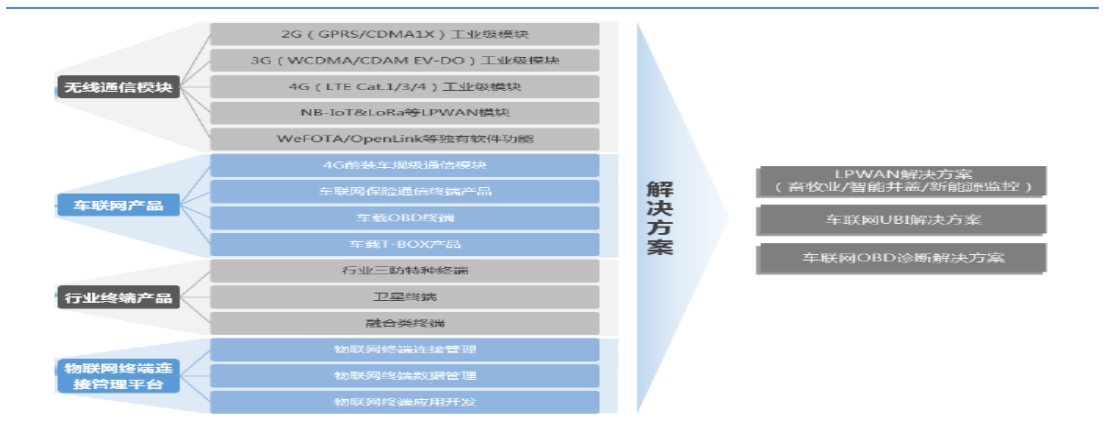 无线通信模块
2G（GPRS/CDMA1X）工业级模块
3G（WCDMA/CDAM EV-DO）工业级模块
4G（LTE Cat.1/3/4）工业级模块
NB-IoT&LoRa等LPWAN模块
WeFOTA/OpenLink等独有软件功能
车联网产品
4G前装车规级通信模块
车联网保险通信终端产品
车载OBD终端
车载T-BOX产品
行业终端产品
行业三防特种终端
卫星终端
融合类终端
物联网终端连
接管理平台
物联网终端连接管理
物联网终端数据管理
物联网终端应用开发
解决方案
LPWAN解决方案
（畜牧业/智能井盖/新能源监控）
车联网UBI解决方案
车联网OBD诊断解决方案